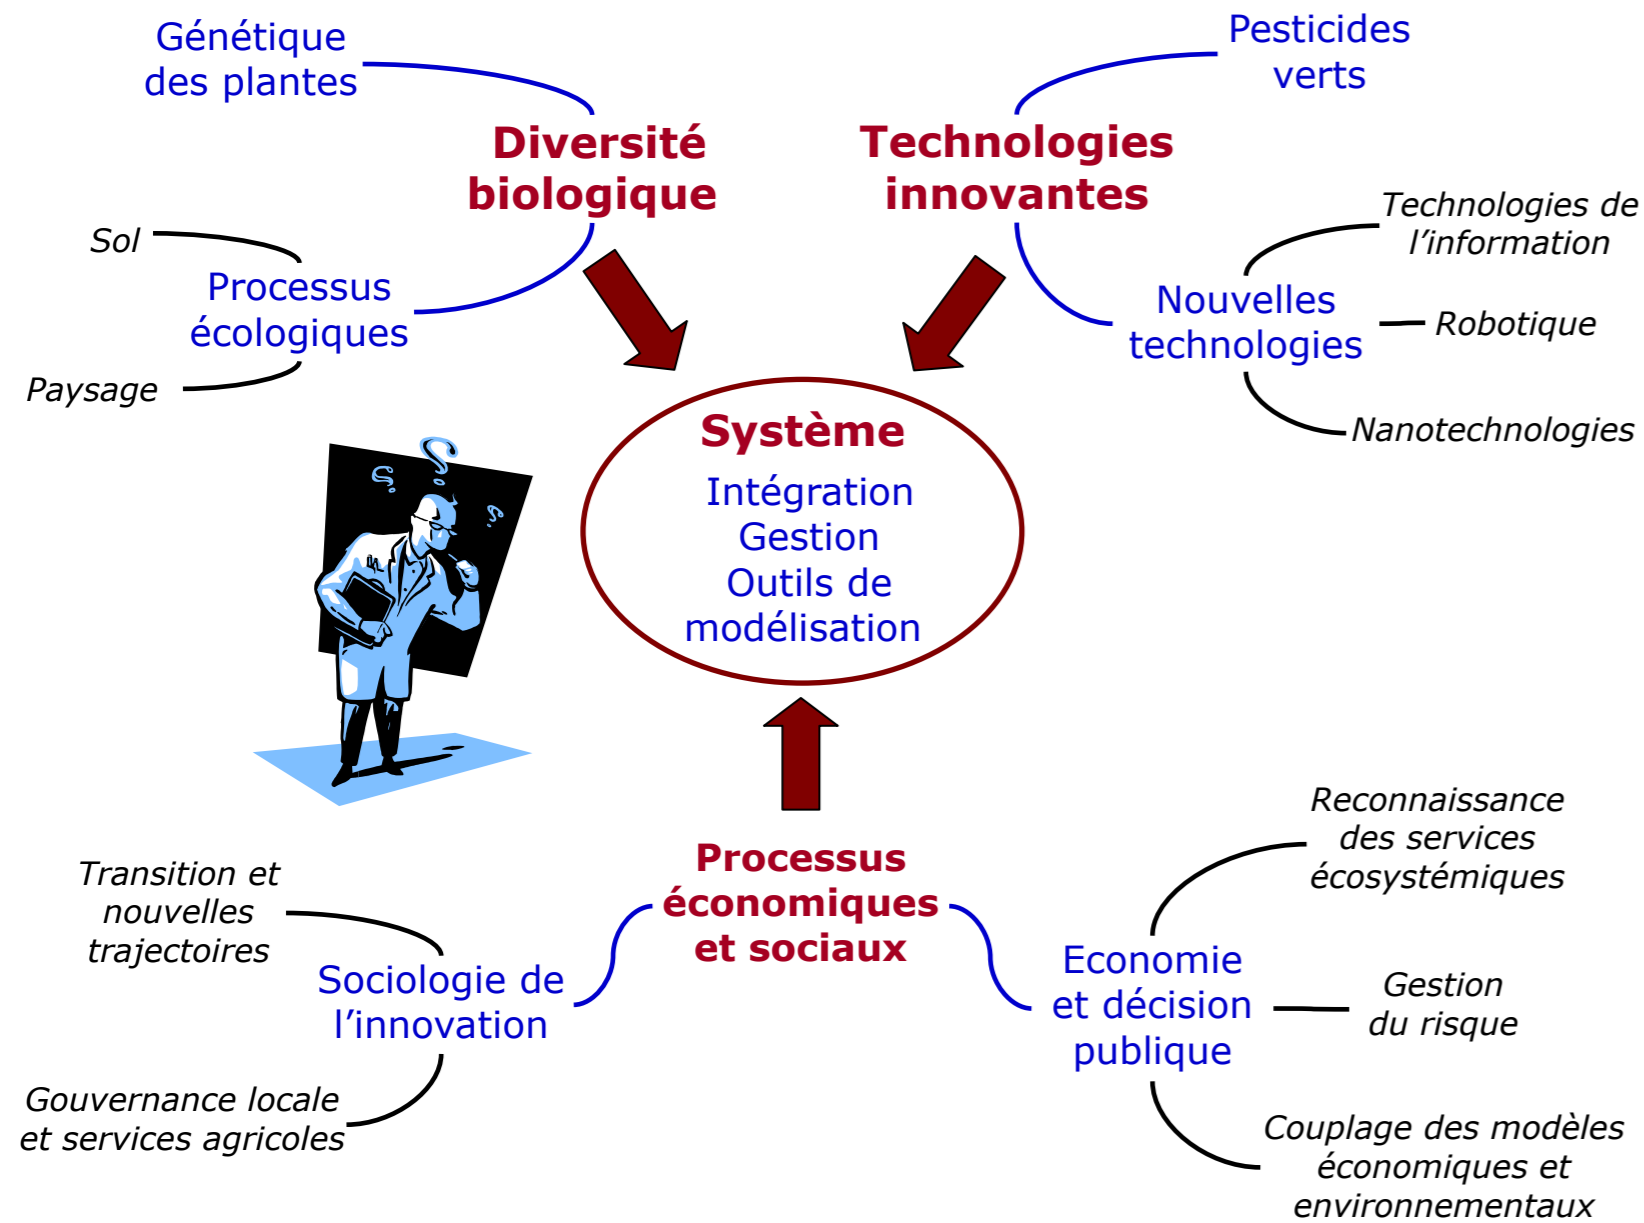 Génétique
des plantes
Pesticides
verts
Diversité
biologique
Technologies
innovantes
Sol
Processus
écologiques
Paysage
Technologies de
l’information
Nouvelles
technologies
Robotique
Nanotechnologies
Système
Intégration
Gestion
Outils de
modélisation
Processus
économiques
et sociaux
Transition et
nouvelles
trajectoires
Sociologie de
l’innovation
Gouvernance locale
et services agricoles
Reconnaissance
des services
écosystémiques
Economie
et décision
publique
Gestion
du risque
Couplage des modèles
économiques et
environnementaux